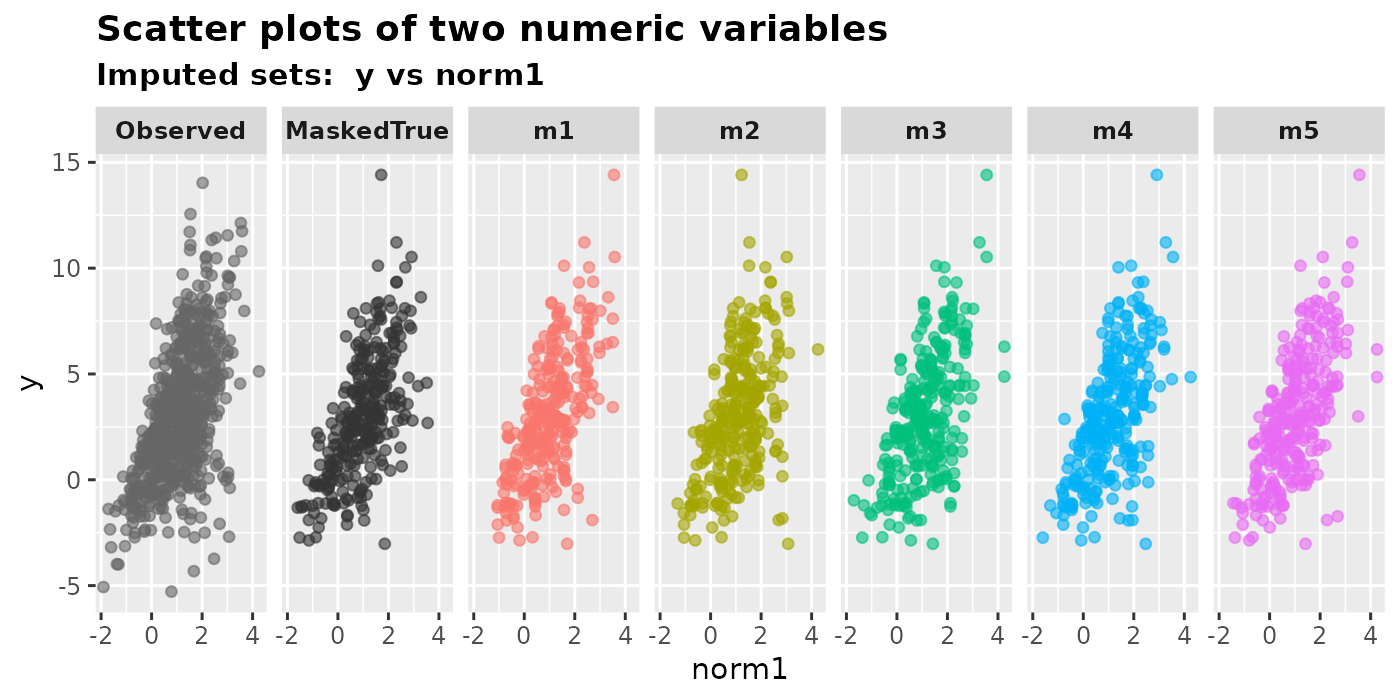 Scatter plots of two numeric variables
Imputed sets:  y vs norm1
Observed MaskedTrue m1 m2 m3 m4 m5
15
10
5
0
-5
y
-2 0 2 4 -2 0 2 4 -2 0 2 4 -2 0 2 4 -2 0 2 4 -2 0 2 4 -2 0 2 4
norm1